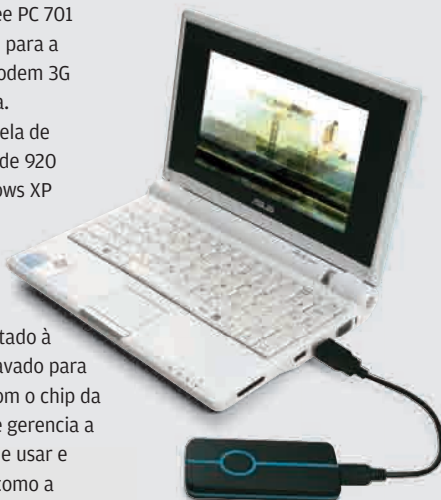 ee PC 701
para a
odem 3G
a.
ela de
de 920
ows XP
tado à
avado para
om o chip da
e gerencia a
e usar e
como a
ASUS